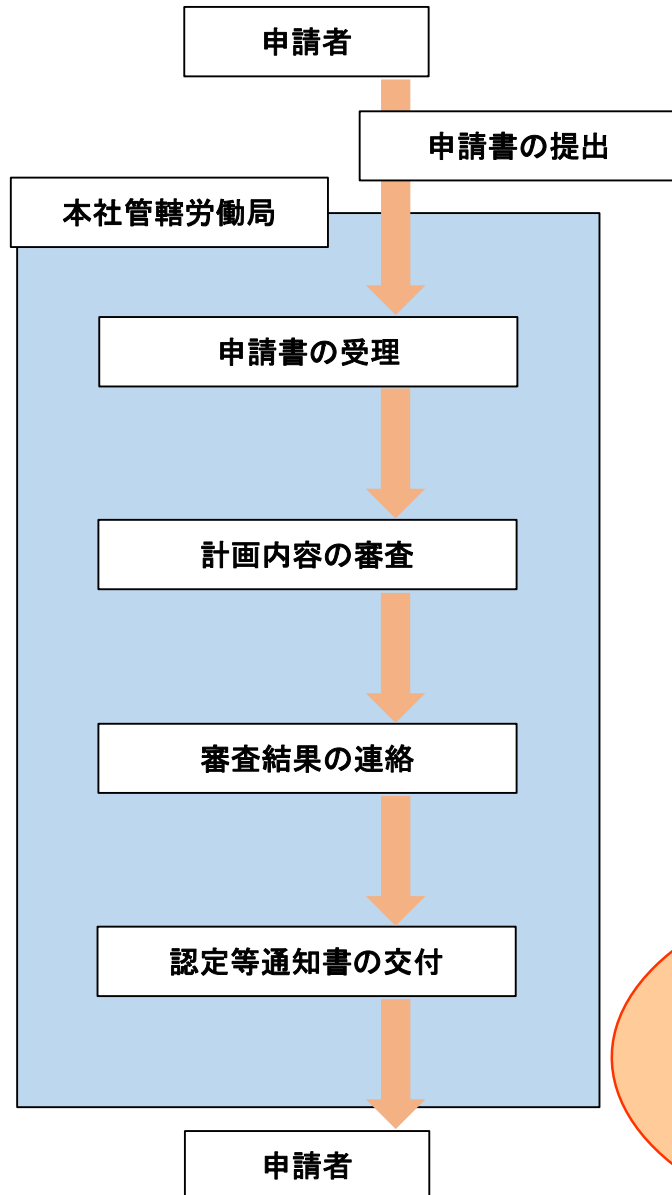 申請者
申請書の提出
本社管轄労働局
申請書の受理
計画内容の審査
審査結果の連絡
認定等通知書の交付
申請者